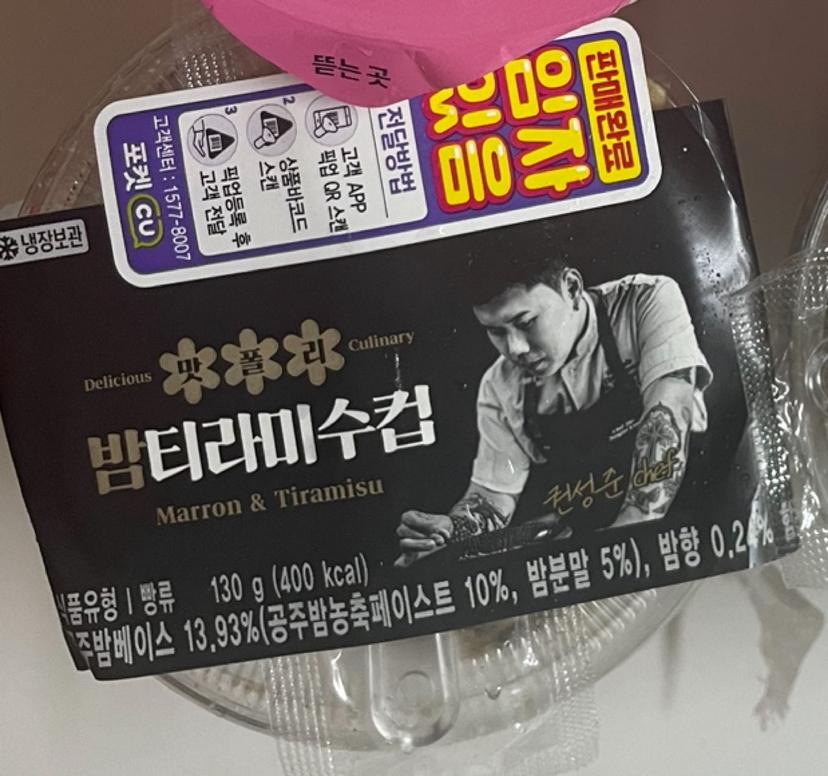 뜯는 곳
판매완료
임자
있음
전달방법
고객 APP
픽업 QR 스캔
2
상품바코드
스캔
3
픽업등록 후
고객 전달
고객센터 : 1577-8007
포켓 CU
냉장보관
Delicious 맛폴리 Culinary
밤티라미수컵
Marron & Tiramisu
권성준 chef
식품유형 | 빵류 130 g (400 kcal)
주밤베이스 13.93%(공주밤농축페이스트 10%, 밤분말 5%), 밤향 0.24%